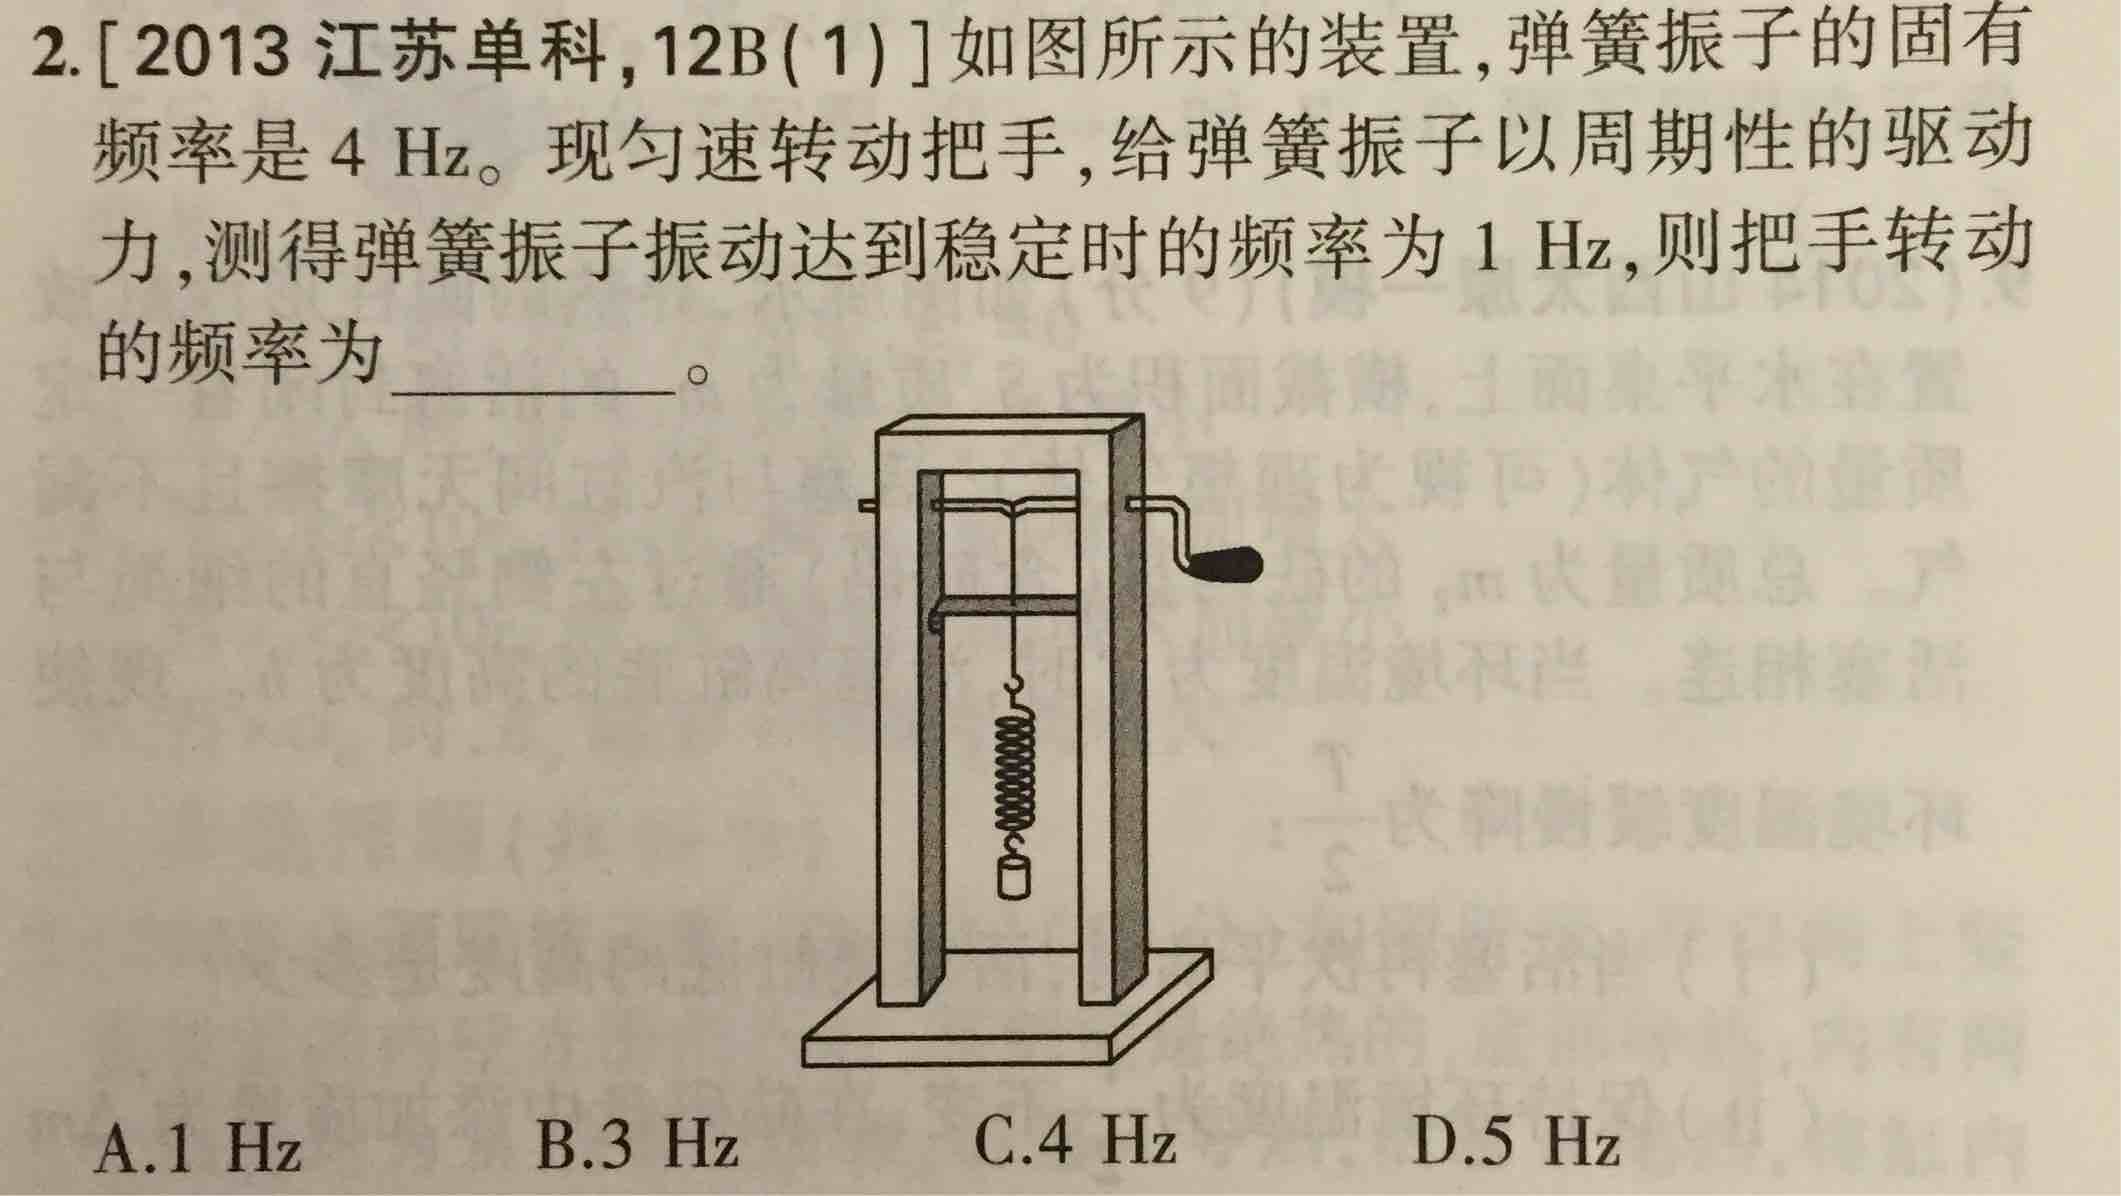 2.[2013江苏单科,12B(1)]如图所示的装置,弹簧振子的固有
频率是4 Hz。现匀速转动把手,给弹簧振子以周期性的驱动
力,测得弹簧振子振动达到稳定时的频率为1 Hz,则把手转动
的频率为________。
A.1 Hz B.3 Hz C.4 Hz D.5 Hz